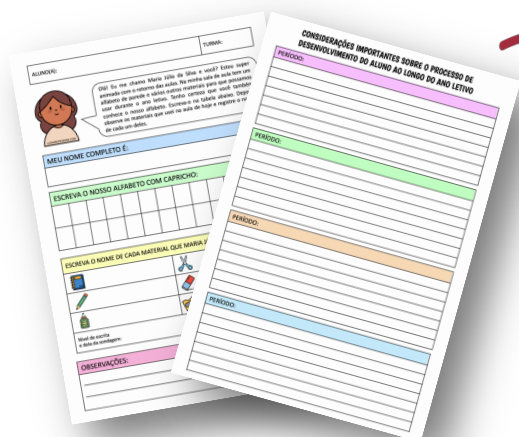 ALUNO(A):
TURMA:
Olá! Eu me chamo Maria Júlia da Silva e você? Estou super
animada com o retorno das aulas. Na minha sala de aula tem um
alfabeto de parede e vários outros materiais para que possamos
usar durante o ano letivo. Tenho certeza que você também
conhece o nosso alfabeto. Escreva-o na tabela abaixo. Depois
observe os materiais que usei na aula de hoje e registre o
de cada um deles.
MEU NOME COMPLETO É:
ESCREVA O NOSSO ALFABETO COM CAPRICHO:
ESCREVA O NOME DE CADA MATERIAL QUE MARIA
Nível de escrita
e data da sondagem:
OBSERVAÇÕES:
CONSIDERAÇÕES IMPORTANTES SOBRE O PROCESSO DE
DESENVOLVIMENTO DO ALUNO AO LONGO DO ANO LETIVO
PERÍODO:
PERÍODO:
PERÍODO:
PERÍODO: